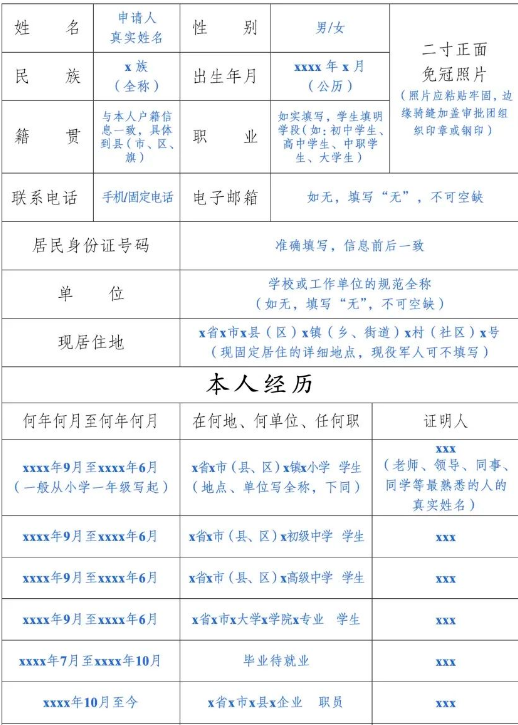 姓 名
申请人
真实姓名
性 别
男/女
二寸正面
免冠照片
(照片应粘贴牢固,边
缘骑缝加盖审批团组
织印章或钢印)
民 族
x 族
(全称)
出生年月
xxxx 年 x 月
(公历)
籍 贯
与本人户籍信
息一致,具体
到县(市、区、
旗)
职 业
如实填写,学生填明
学段(如:初中学生、
高中学生、中职学
生、大学生)
联系电话
手机/固定电话
电子邮箱
如无,填写“无”,不可空缺
居民身份证号码
准确填写,信息前后一致
单 位
学校或工作单位的规范全称
(如无,填写“无”,不可空缺)
现居住地
x省x市x县(区)x镇(乡、街道)x村(社区)x号
(现固定居住的详细地点,现役军人可不填写)
本人经历
何年何月至何年何月
在何地、何单位、任何职
证明人
xxxx年9月至xxxx年6月
(一般从小学一年级写起)
x省x市(县、区)x镇x小学 学生
(地点、单位写全称,下同)
xxx
(老师、领导、同事、
同学等最熟悉的人的
真实姓名)
xxxx年9月至xxxx年6月
x省x市(县、区)x初级中学 学生
xxx
xxxx年9月至xxxx年6月
x省x市(县、区)x高级中学 学生
xxx
xxxx年9月至xxxx年6月
x省x市x大学x学院x专业 学生
xxx
xxxx年7月至xxxx年10月
毕业待就业
xxx
xxxx年10月至今
x省x市x县x企业 职员
xxx